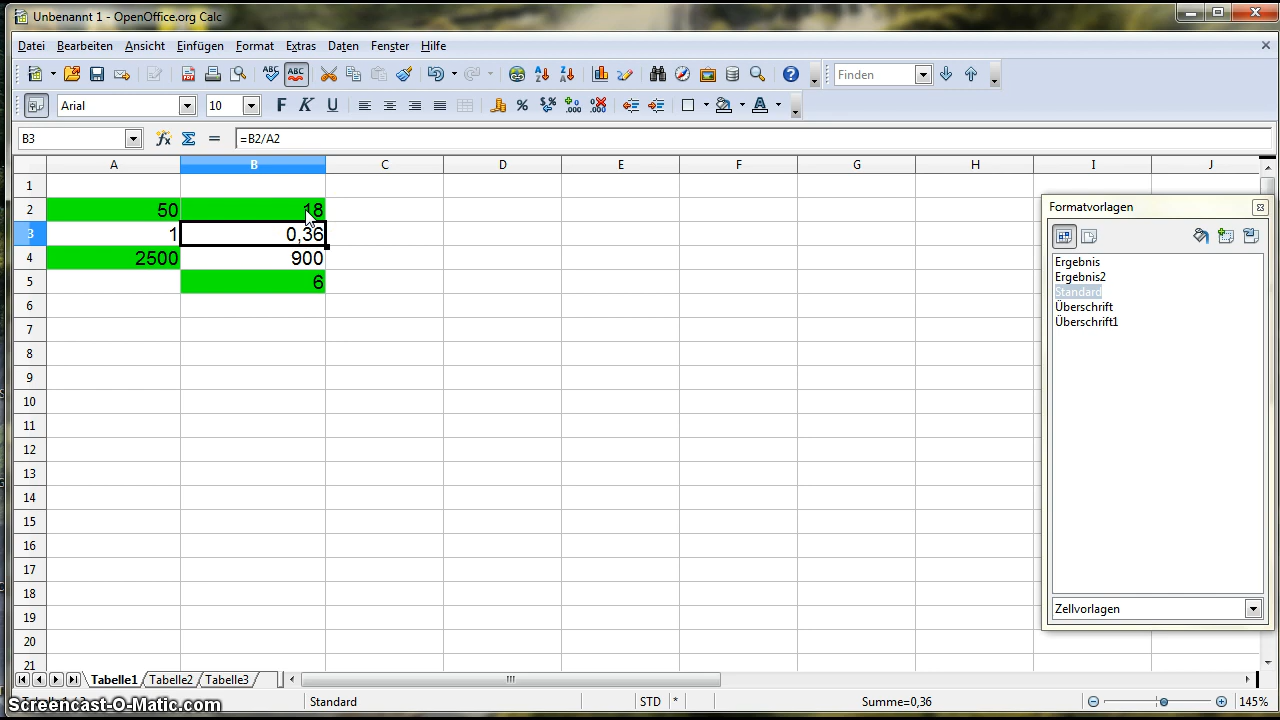 Unbenannt 1 - OpenOffice.org Calc
Datei Bearbeiten Ansicht Einfügen Format Extras Daten Fenster Hilfe
Finden
Arial 10 F K U
B3 =B2/A2
A B C D E F G H I J
1
2 50 18
3 1 0,36
4 2500 900
5 6
6
7
8
9
10
11
12
13
14
15
16
17
18
19
20
21
Formatvorlagen
Ergebnis
Ergebnis2
Standard
Überschrift
Überschrift1
Zellvorlagen
Tabelle1 Tabelle2 Tabelle3
Standard STD * Summe=0,36 145%
Screencast-O-Matic.com